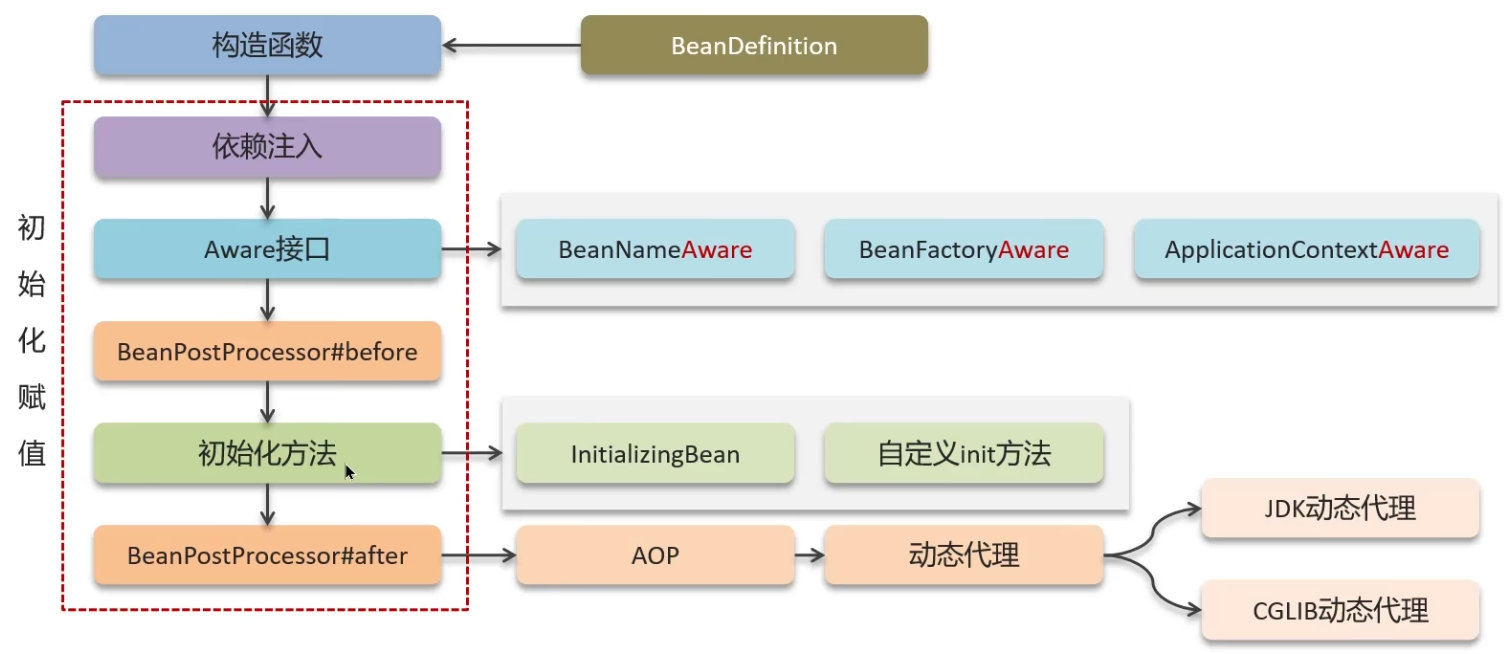 构造函数
BeanDefinition
依赖注入
Aware接口
BeanNameAware
BeanFactoryAware
ApplicationContextAware
初始化赋值
BeanPostProcessor#before
初始化方法
InitializingBean
自定义init方法
BeanPostProcessor#after
AOP
动态代理
JDK动态代理
CGLIB动态代理